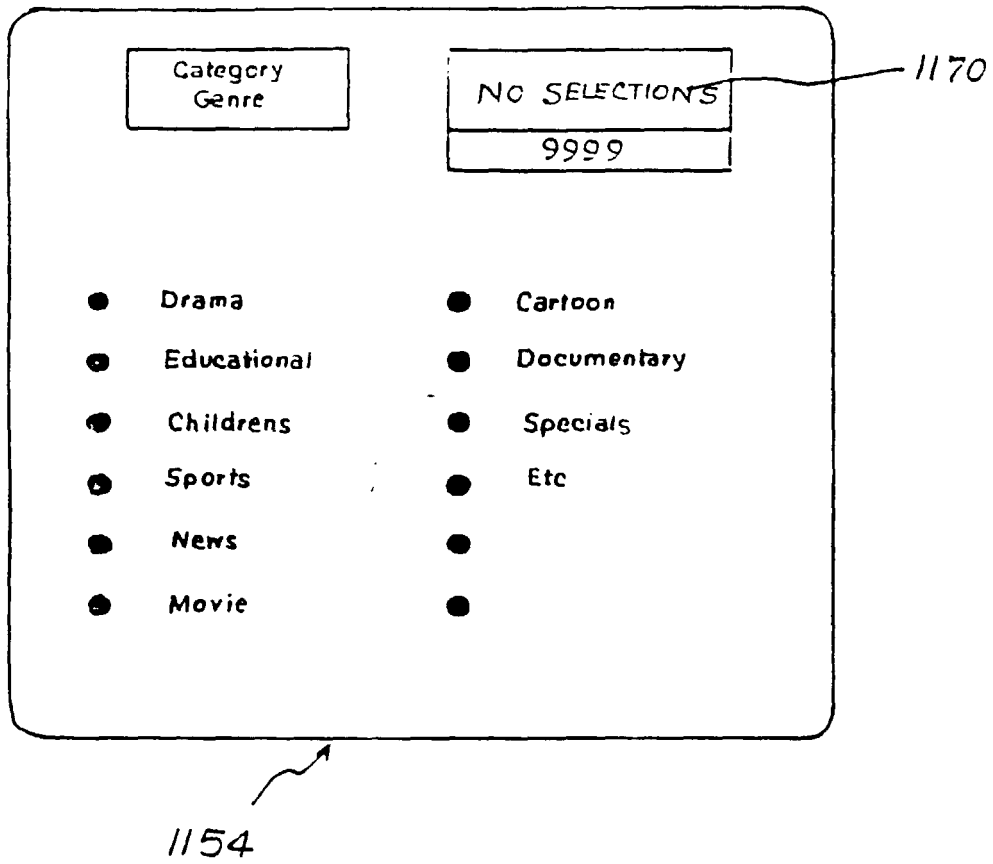 Category
Genre
NO SELECTIONS
9999
1170
Drama
Educational
Childrens
Sports
News
Movie
Cartoon
Documentary
Specials
Etc
1154